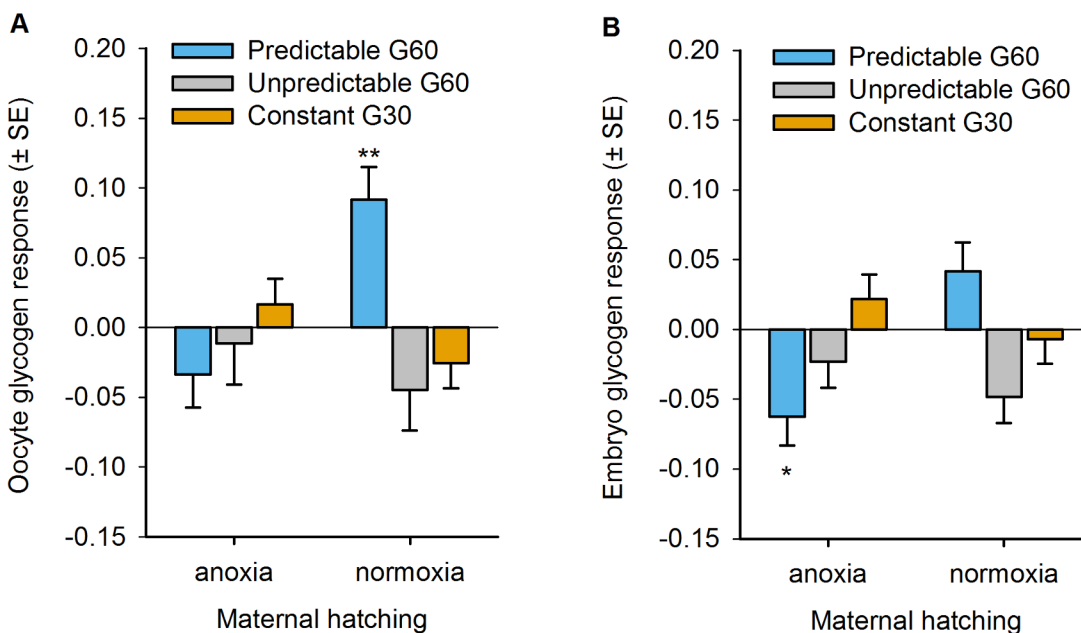 A
Oocyte glycogen response (± SE)
0.20
0.15
0.10
0.05
0.00
-0.05
-0.10
-0.15
Predictable G60
Unpredictable G60
Constant G30
**
anoxia
normoxia
Maternal hatching
B
Embryo glycogen response (± SE)
0.20
0.15
0.10
0.05
0.00
-0.05
-0.10
-0.15
Predictable G60
Unpredictable G60
Constant G30
*
anoxia
normoxia
Maternal hatching